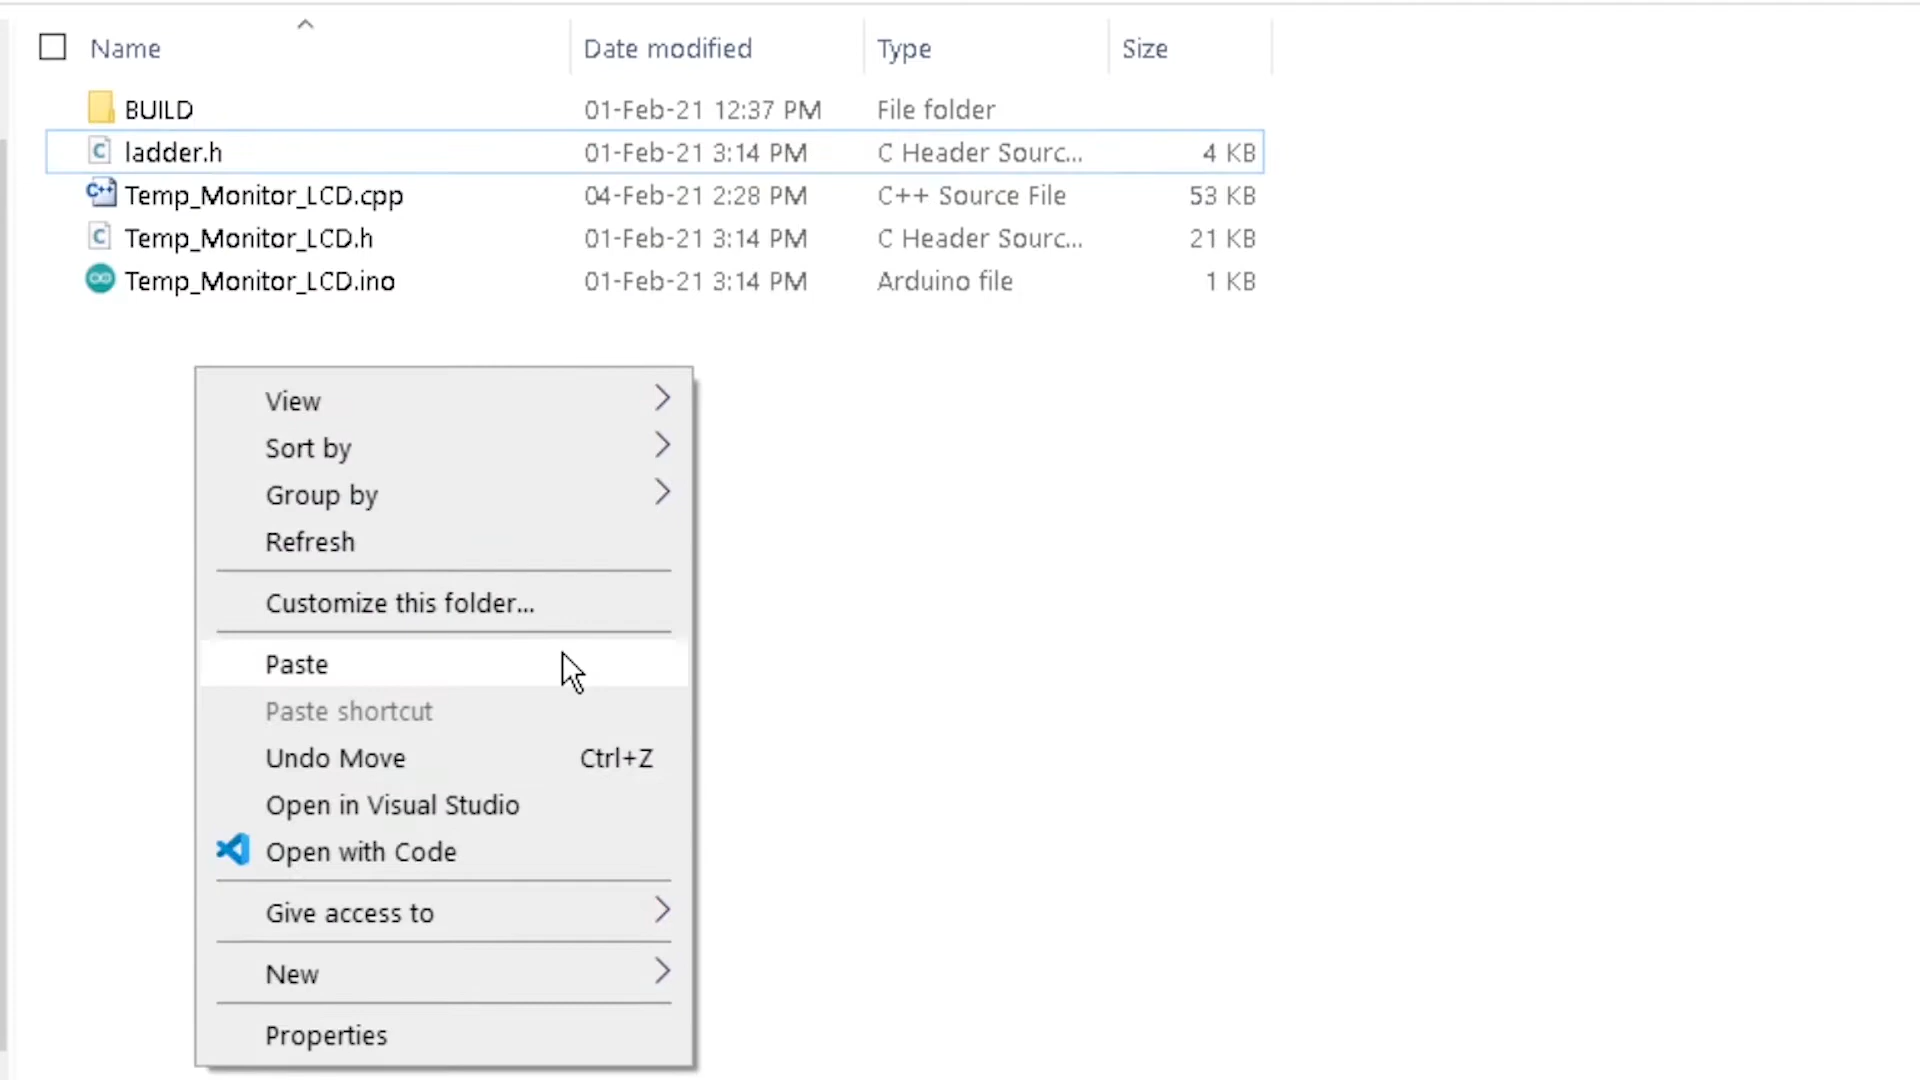 Name Date modified Type Size
BUILD 01-Feb-21 12:37 PM File folder
ladder.h 01-Feb-21 3:14 PM C Header Sourc... 4 KB
Temp_Monitor_LCD.cpp 04-Feb-21 2:28 PM C++ Source File 53 KB
Temp_Monitor_LCD.h 01-Feb-21 3:14 PM C Header Sourc... 21 KB
Temp_Monitor_LCD.ino 01-Feb-21 3:14 PM Arduino file 1 KB
View
Sort by
Group by
Refresh
Customize this folder...
Paste
Paste shortcut
Undo Move Ctrl+Z
Open in Visual Studio
Open with Code
Give access to
New
Properties